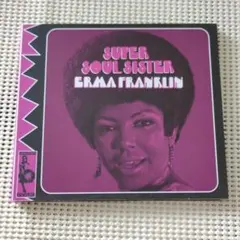 SUPER
SOUL SISTER
ERMA FRANKLIN